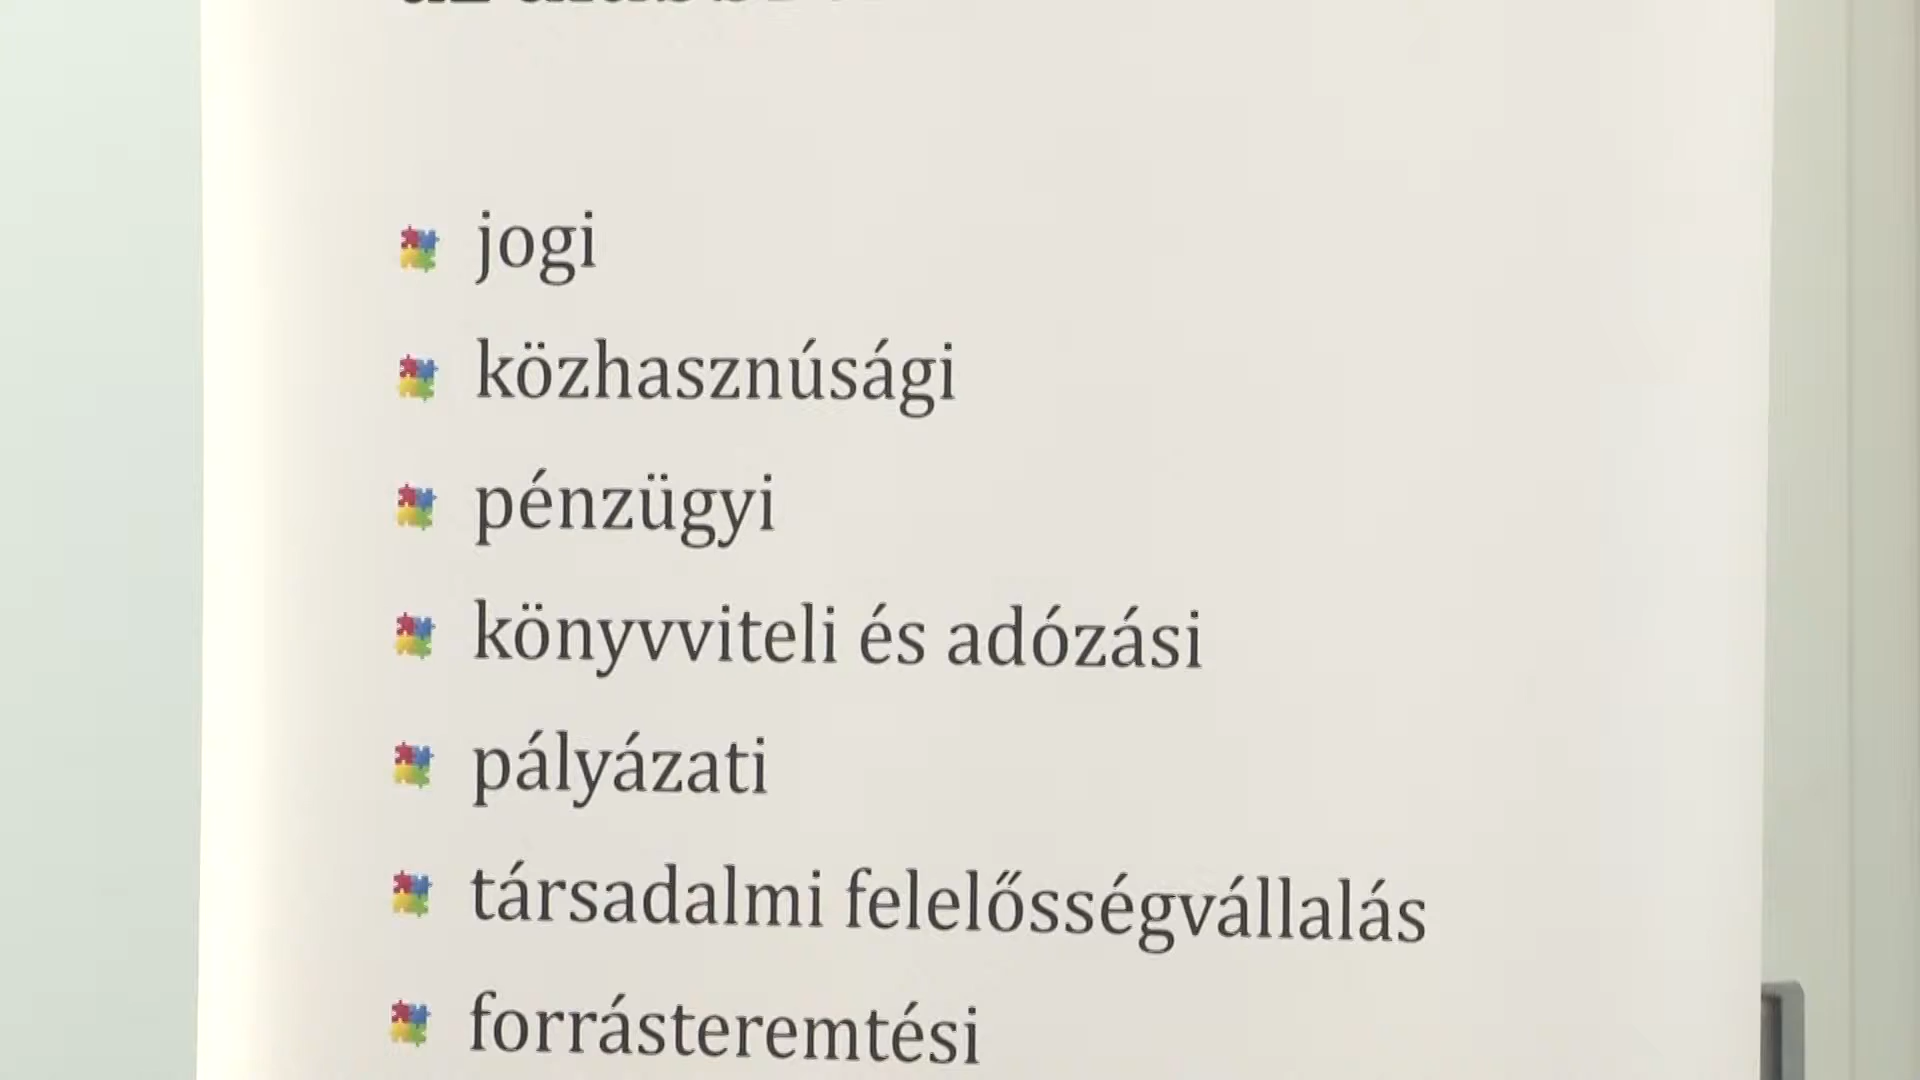 jogi
közhasznúsági
pénzügyi
könyvviteli és adózási
pályázati
társadalmi felelősségvállalás
forrásteremtési